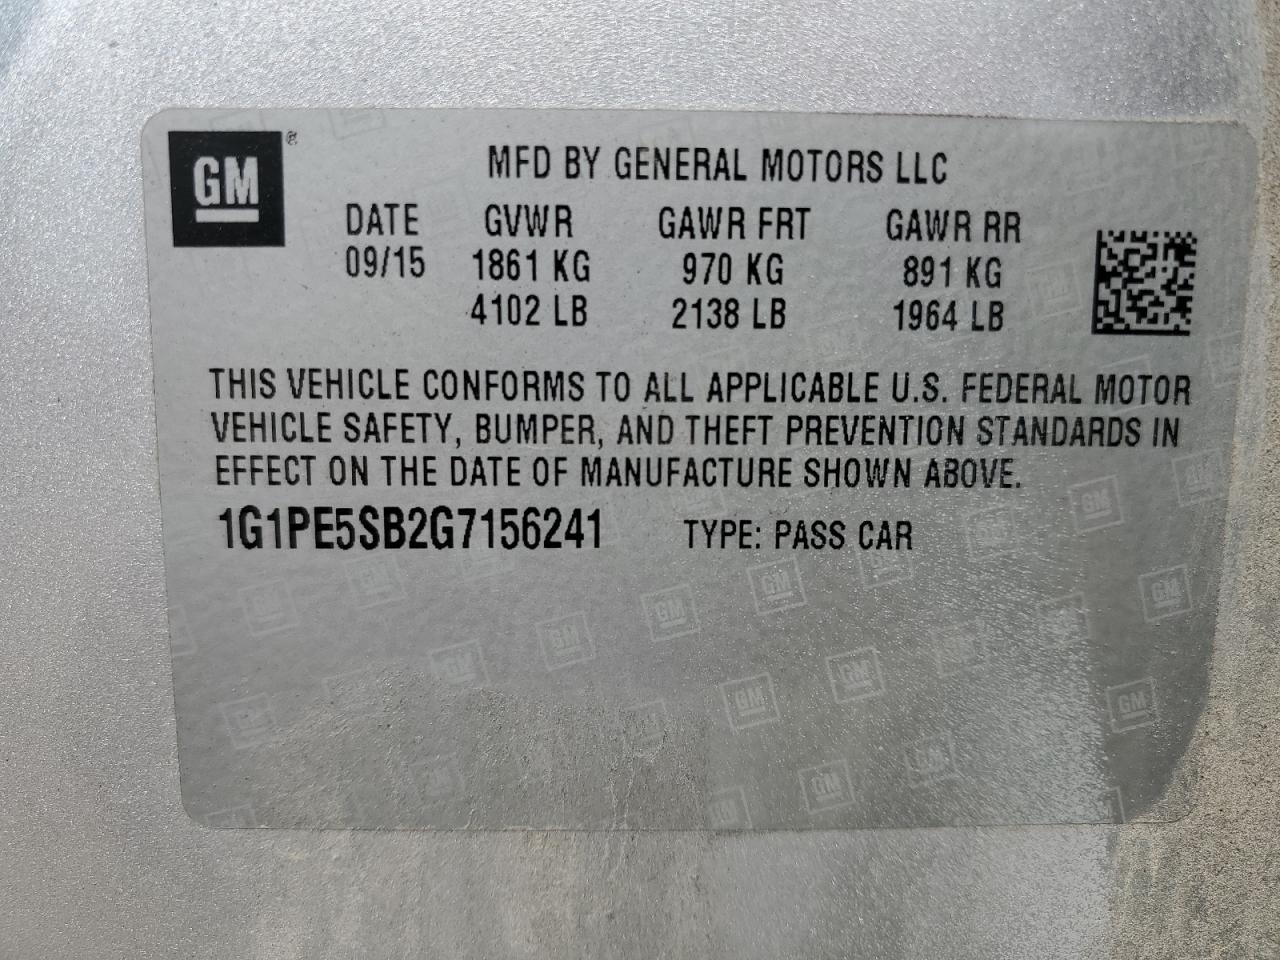 GM®
MFD BY GENERAL MOTORS LLC
DATE GVWR GAWR FRT GAWR RR
09/15 1861 KG 970 KG 891 KG
4102 LB 2138 LB 1964 LB
THIS VEHICLE CONFORMS TO ALL APPLICABLE U.S. FEDERAL MOTOR
VEHICLE SAFETY, BUMPER, AND THEFT PREVENTION STANDARDS IN
EFFECT ON THE DATE OF MANUFACTURE SHOWN ABOVE.
1G1PE5SB2G7156241 TYPE: PASS CAR